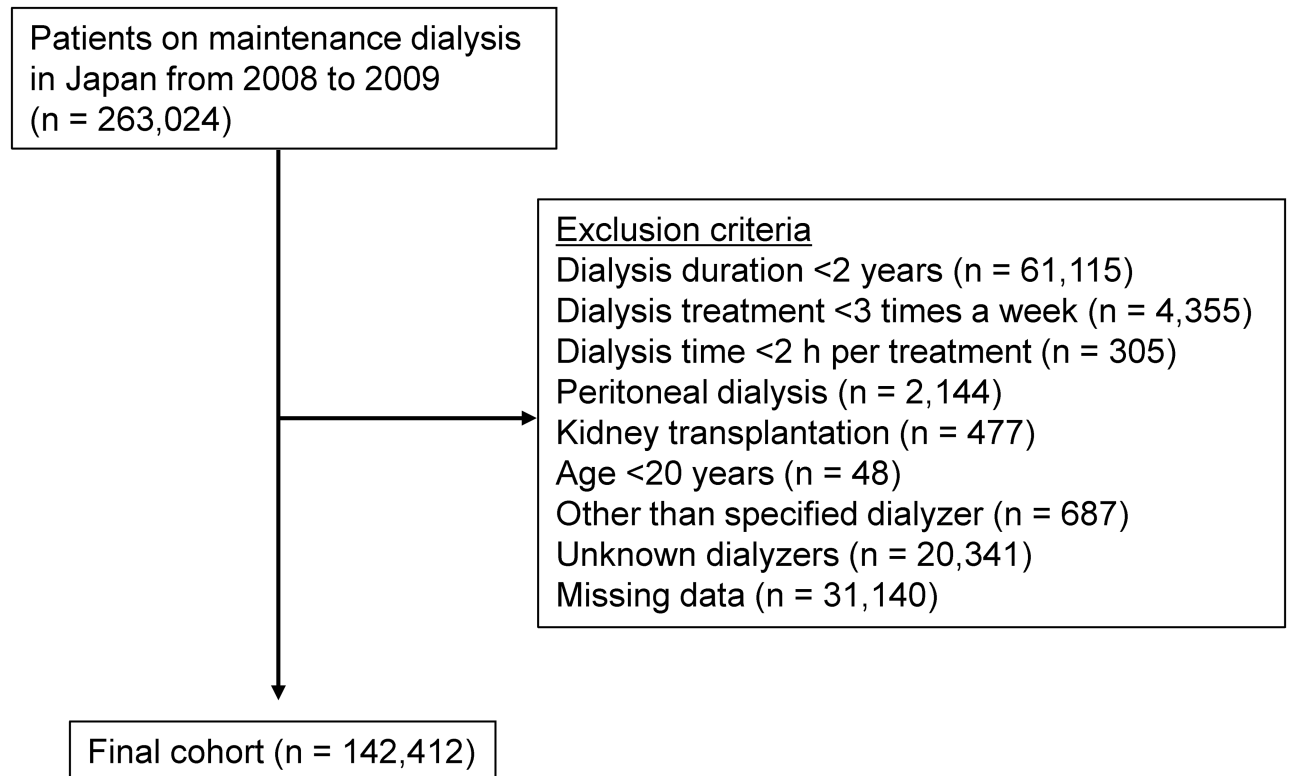 Patients on maintenance dialysis
in Japan from 2008 to 2009
(n = 263,024)
Exclusion criteria
Dialysis duration <2 years (n = 61,115)
Dialysis treatment <3 times a week (n = 4,355)
Dialysis time <2 h per treatment (n = 305)
Peritoneal dialysis (n = 2,144)
Kidney transplantation (n = 477)
Age <20 years (n = 48)
Other than specified dialyzer (n = 687)
Unknown dialyzers (n = 20,341)
Missing data (n = 31,140)
Final cohort (n = 142,412)